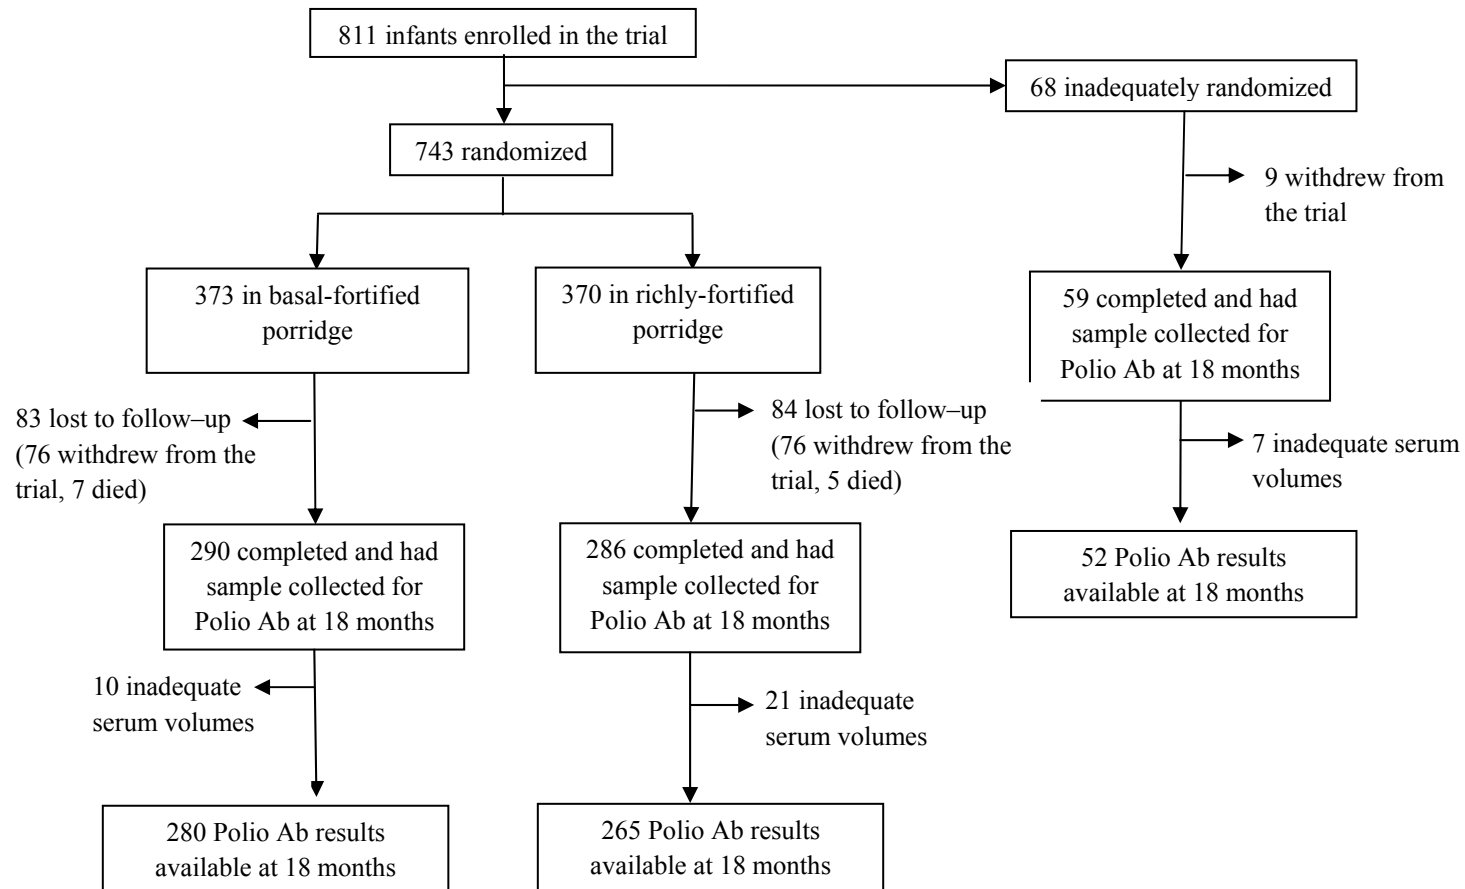 811 infants enrolled in the trial
68 inadequately randomized
743 randomized
9 withdrew from
the trial
373 in basal-fortified
porridge
370 in richly-fortified
porridge
59 completed and had
sample collected for
Polio Ab at 18 months
83 lost to follow–up
(76 withdrew from the
trial, 7 died)
84 lost to follow–up
(76 withdrew from the
trial, 5 died)
7 inadequate serum
volumes
290 completed and had
sample collected for
Polio Ab at 18 months
286 completed and had
sample collected for
Polio Ab at 18 months
52 Polio Ab results
available at 18 months
10 inadequate
serum volumes
21 inadequate
serum volumes
280 Polio Ab results
available at 18 months
265 Polio Ab results
available at 18 months